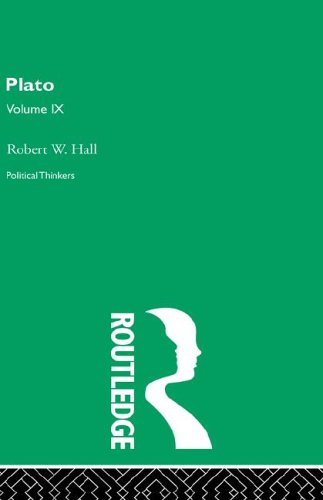 Plato
Volume IX
Robert W. Hall
Political Thinkers
ROUTLEDGE